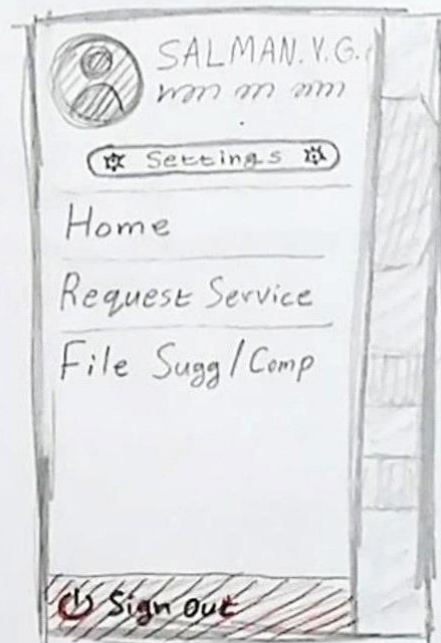 SALMAN.Y.G.
Settings
Home
Request Service
File Sugg/Comp
Sign out